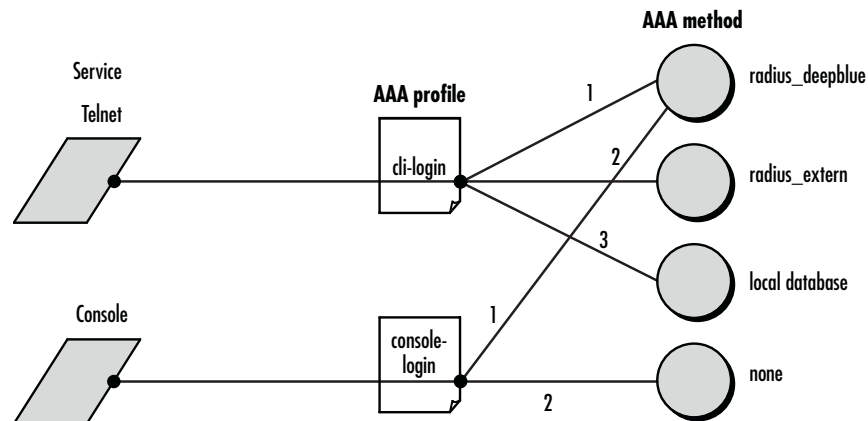 AAA method
Service
Telnet
AAA profile
radius_deepblue
1
cli-login
2
radius_extern
3
local database
Console
1
console-
login
none
2